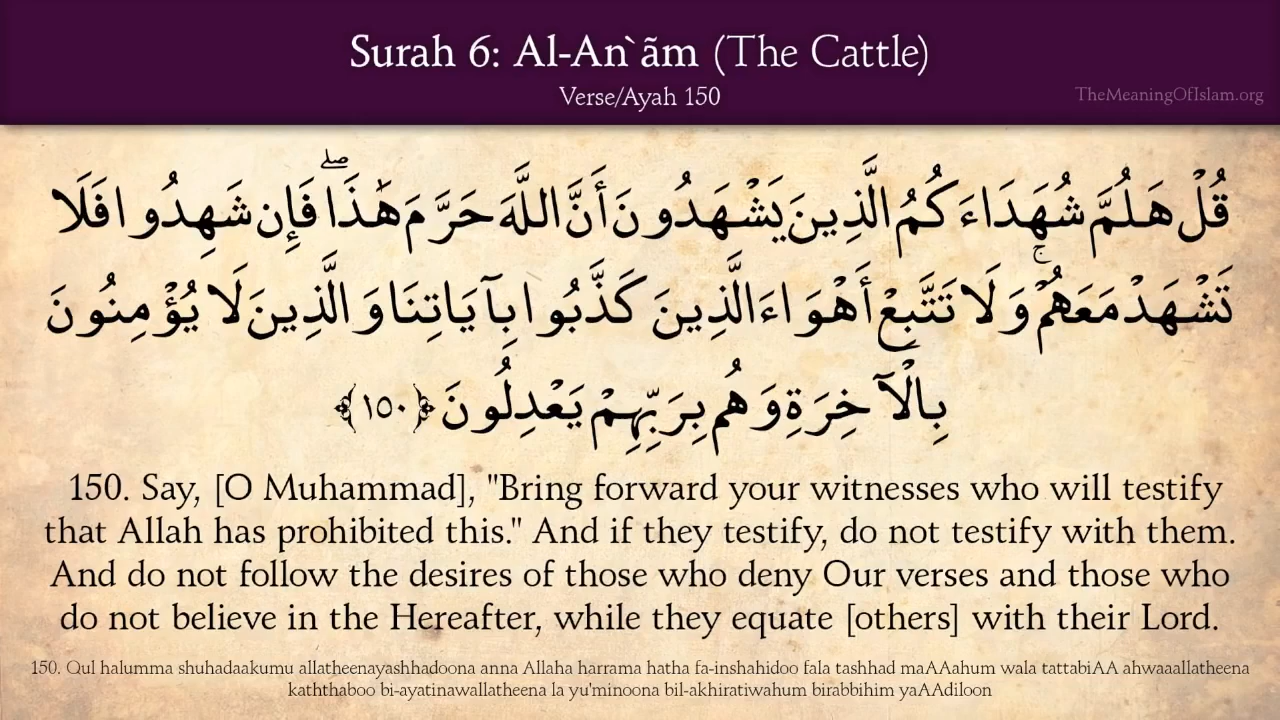 Surah 6: Al-An`ãm (The Cattle)
Verse/Ayah 150
TheMeaningOfIslam.org
قُلْ هَلُمَّ شُهَدَاءَكُمُ الَّذِينَ يَشْهَدُونَ أَنَّ اللَّهَ حَرَّمَ هَٰذَا ۖ فَإِن شَهِدُوا فَلَا
تَشْهَدْ مَعَهُمْ ۚ وَلَا تَتَّبِعْ أَهْوَاءَ الَّذِينَ كَذَّبُوا بِآيَاتِنَا وَالَّذِينَ لَا يُؤْمِنُونَ
بِالْآخِرَةِ وَهُم بِرَبِّهِمْ يَعْدِلُونَ ﴿١٥٠﴾
150. Say, [O Muhammad], "Bring forward your witnesses who will testify
that Allah has prohibited this." And if they testify, do not testify with them.
And do not follow the desires of those who deny Our verses and those who
do not believe in the Hereafter, while they equate [others] with their Lord.
150. Qul halumma shuhadaakumu allatheenayashhadoona anna Allaha harrama hatha fa-inshahidoo fala tashhad maAAahum wala tattabiAA ahwaaallatheena
kaththaboo bi-ayatinawallatheena la yu'minoona bil-akhiratiwahum birabbihim yaAAdiloon